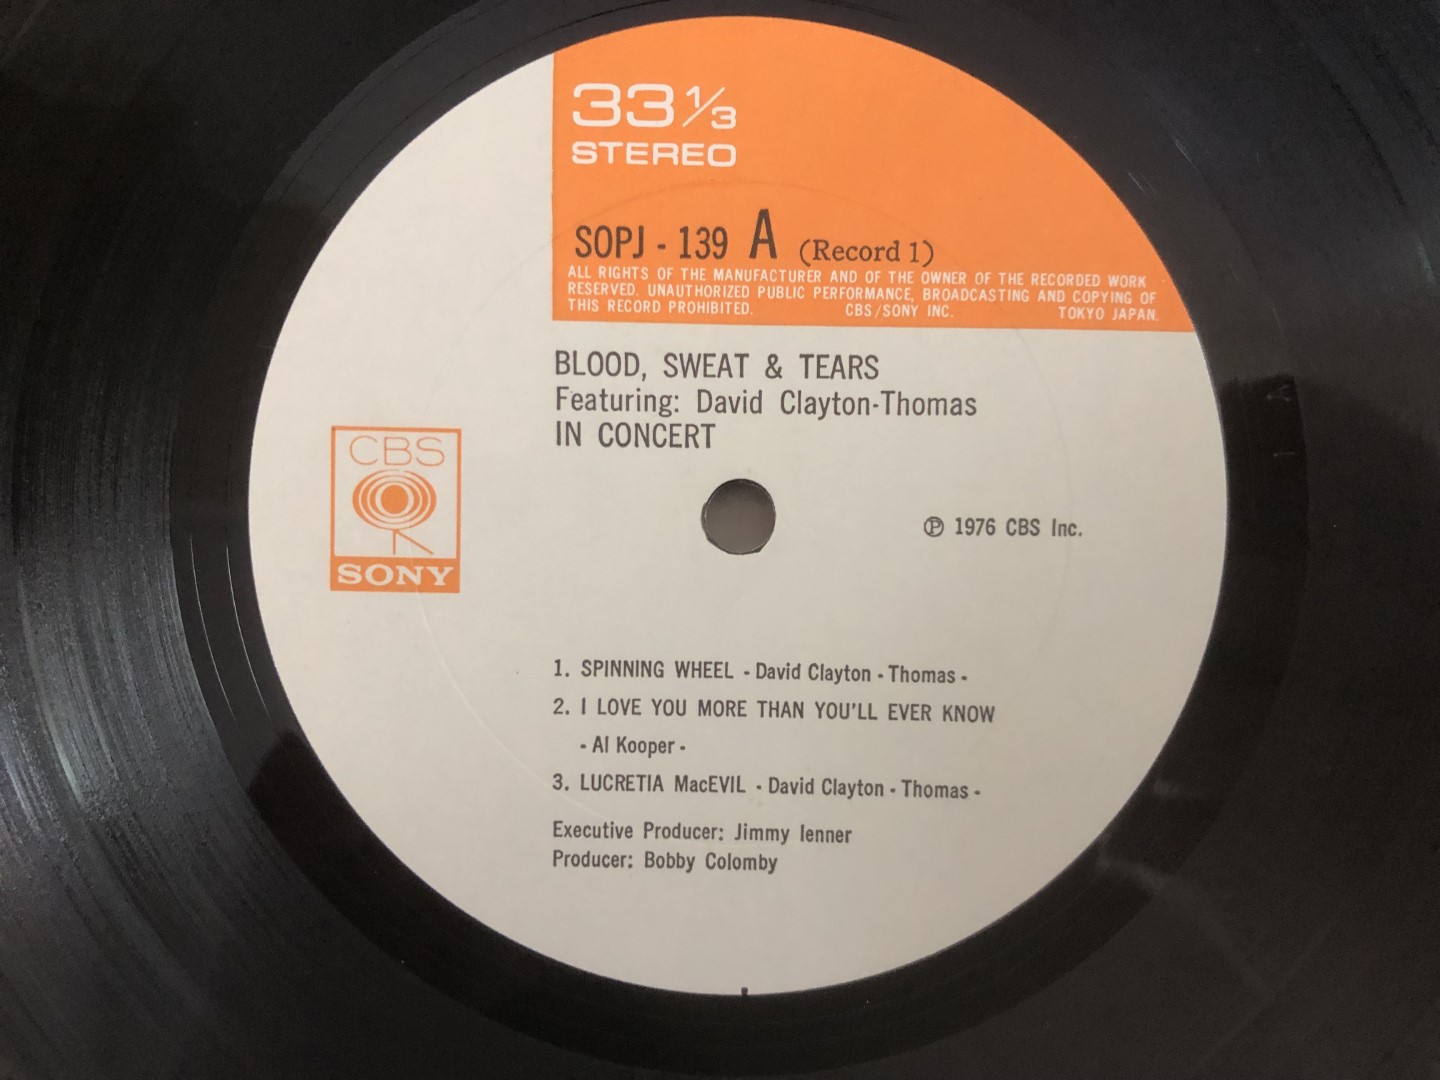 33 1/3
STEREO
SOPJ - 139 A (Record 1)
ALL RIGHTS OF THE MANUFACTURER AND OF THE OWNER OF THE RECORDED WORK
RESERVED. UNAUTHORIZED PUBLIC PERFORMANCE, BROADCASTING AND COPYING OF
THIS RECORD PROHIBITED. CBS/SONY INC. TOKYO JAPAN.
BLOOD, SWEAT & TEARS
Featuring: David Clayton-Thomas
IN CONCERT
CBS
SONY
℗ 1976 CBS Inc.
1. SPINNING WHEEL - David Clayton - Thomas -
2. I LOVE YOU MORE THAN YOU'LL EVER KNOW
- Al Kooper -
3. LUCRETIA MacEVIL - David Clayton - Thomas -
Executive Producer: Jimmy Ienner
Producer: Bobby Colomby